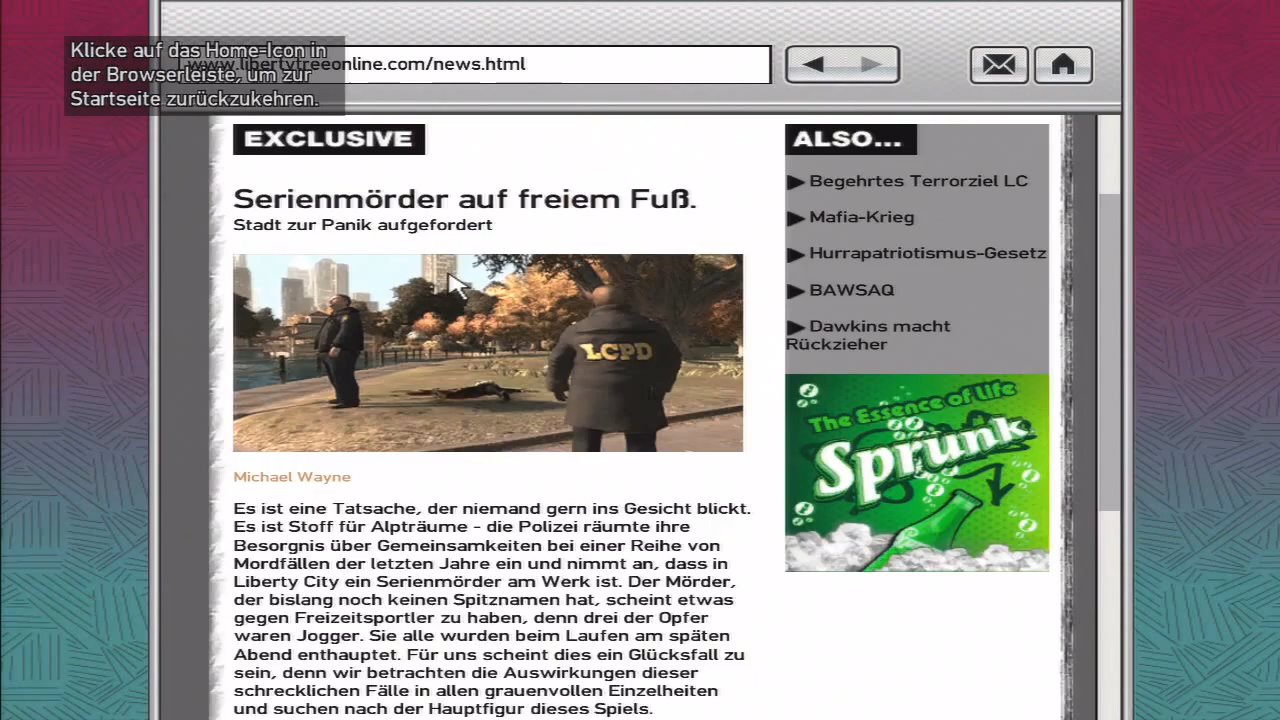 Klicke auf das Home-Icon in
der Browserleiste, um zur
Startseite zurückzukehren.
www.libertytreeonline.com/news.html
EXCLUSIVE
Serienmörder auf freiem Fuß.
Stadt zur Panik aufgefordert
LCPD
Michael Wayne
Es ist eine Tatsache, der niemand gern ins Gesicht blickt.
Es ist Stoff für Alpträume - die Polizei räumte ihre
Besorgnis über Gemeinsamkeiten bei einer Reihe von
Mordfällen der letzten Jahre ein und nimmt an, dass in
Liberty City ein Serienmörder am Werk ist. Der Mörder,
der bislang noch keinen Spitznamen hat, scheint etwas
gegen Freizeitsportler zu haben, denn drei der Opfer
waren Jogger. Sie alle wurden beim Laufen am späten
Abend enthauptet. Für uns scheint dies ein Glücksfall zu
sein, denn wir betrachten die Auswirkungen dieser
schrecklichen Fälle in allen grauenvollen Einzelheiten
und suchen nach der Hauptfigur dieses Spiels.
ALSO...
Begehrtes Terrorziel LC
Mafia-Krieg
Hurrapatriotismus-Gesetz
BAWSAQ
Dawkins macht
Rückzieher
The Essence of Life
Sprunk